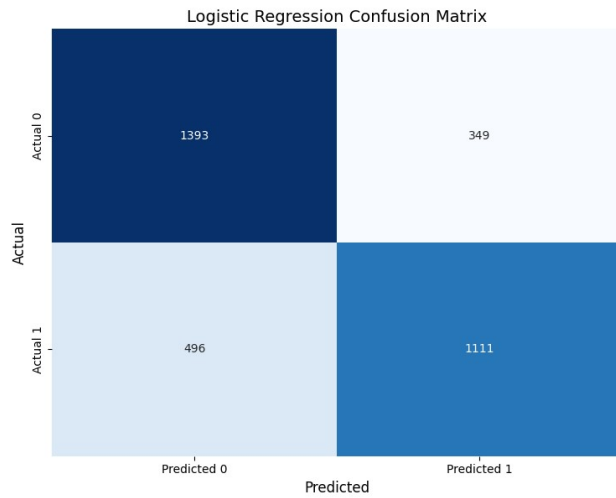 Logistic Regression Confusion Matrix
Actual 0
1393
349
Actual
Actual 1
496
1111
Predicted 0
Predicted 1
Predicted